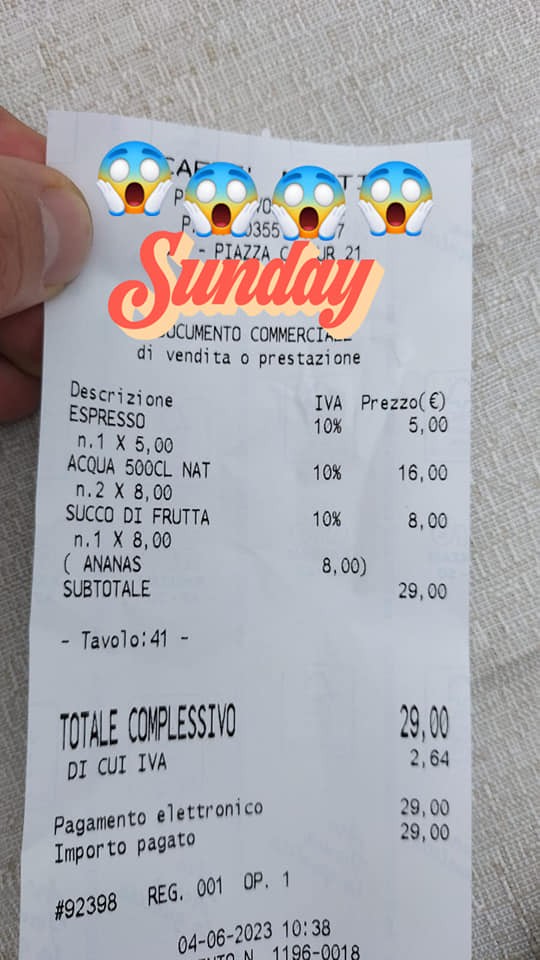 - PIAZZA
21
Sunday
DOCUMENTO COMMERCIALE
di vendita o prestazione
Descrizione IVA Prezzo(€)
ESPRESSO 10% 5,00
n.1 X 5,00
ACQUA 500CL NAT 10% 16,00
n.2 X 8,00
SUCCO DI FRUTTA 10% 8,00
n.1 X 8,00
( ANANAS 8,00)
SUBTOTALE 29,00
- Tavolo:41 -
TOTALE COMPLESSIVO 29,00
DI CUI IVA 2,64
Pagamento elettronico 29,00
Importo pagato 29,00
#92398 REG. 001 OP. 1
04-06-2023 10:38
N. 1196-0018